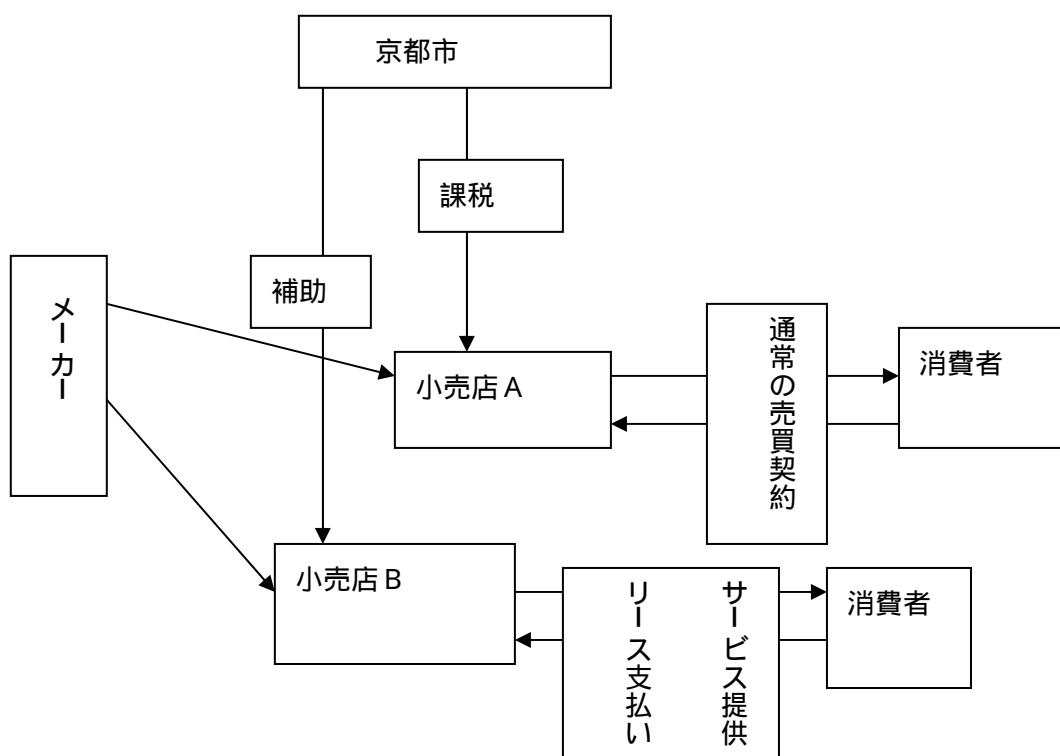 京都市
課税
補助
メーカー
小売店A
通常の売買契約
消費者
小売店B
サービス提供
リース支払い
消費者